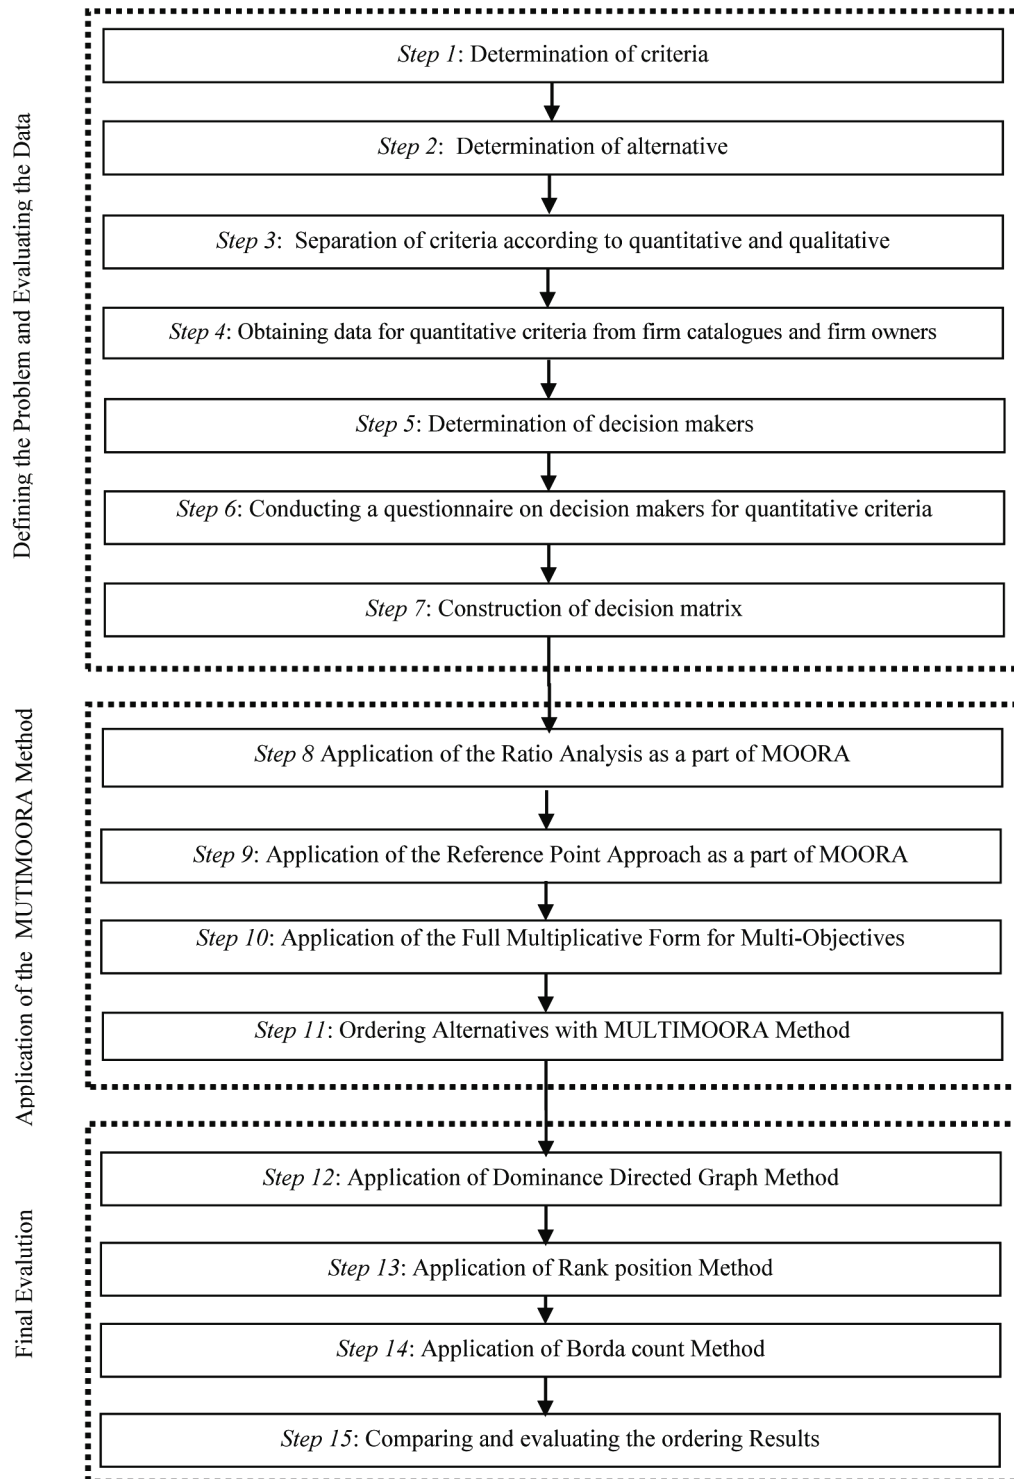 Defining the Problem and Evaluating the Data
Step 1: Determination of criteria
Step 2: Determination of alternative
Step 3: Separation of criteria according to quantitative and qualitative
Step 4: Obtaining data for quantitative criteria from firm catalogues and firm owners
Step 5: Determination of decision makers
Step 6: Conducting a questionnaire on decision makers for quantitative criteria
Step 7: Construction of decision matrix
Application of the MUTIMOORA Method
Step 8 Application of the Ratio Analysis as a part of MOORA
Step 9: Application of the Reference Point Approach as a part of MOORA
Step 10: Application of the Full Multiplicative Form for Multi-Objectives
Step 11: Ordering Alternatives with MULTIMOORA Method
Final Evalution
Step 12: Application of Dominance Directed Graph Method
Step 13: Application of Rank position Method
Step 14: Application of Borda count Method
Step 15: Comparing and evaluating the ordering Results